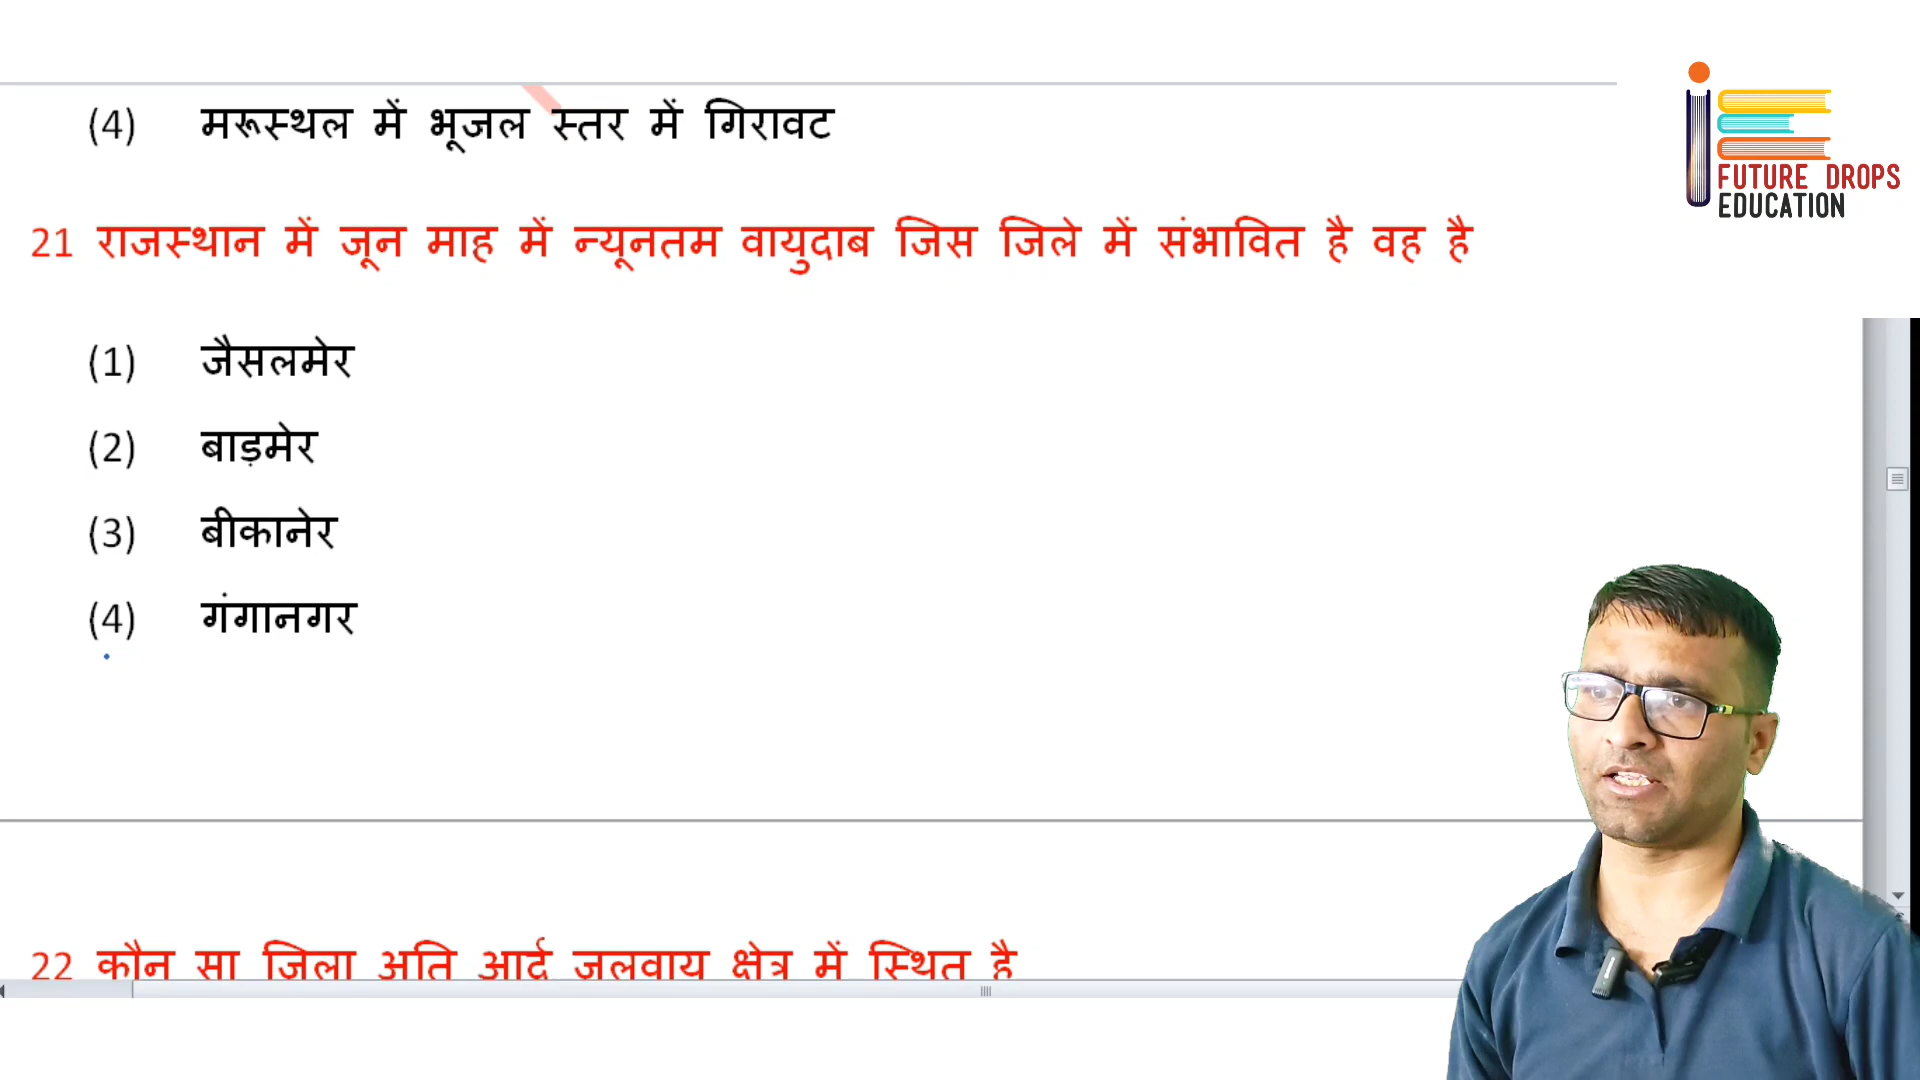 (4) मरूस्थल में भूजल स्तर में गिरावट
FUTURE DROPS
EDUCATION
21 राजस्थान में जून माह में न्यूनतम वायुदाब जिस जिले में संभावित है वह है
(1) जैसलमेर
(2) बाड़मेर
(3) बीकानेर
(4) गंगानगर
22 कौन सा जिला अति आर्द्र जलवायु क्षेत्र में स्थित है